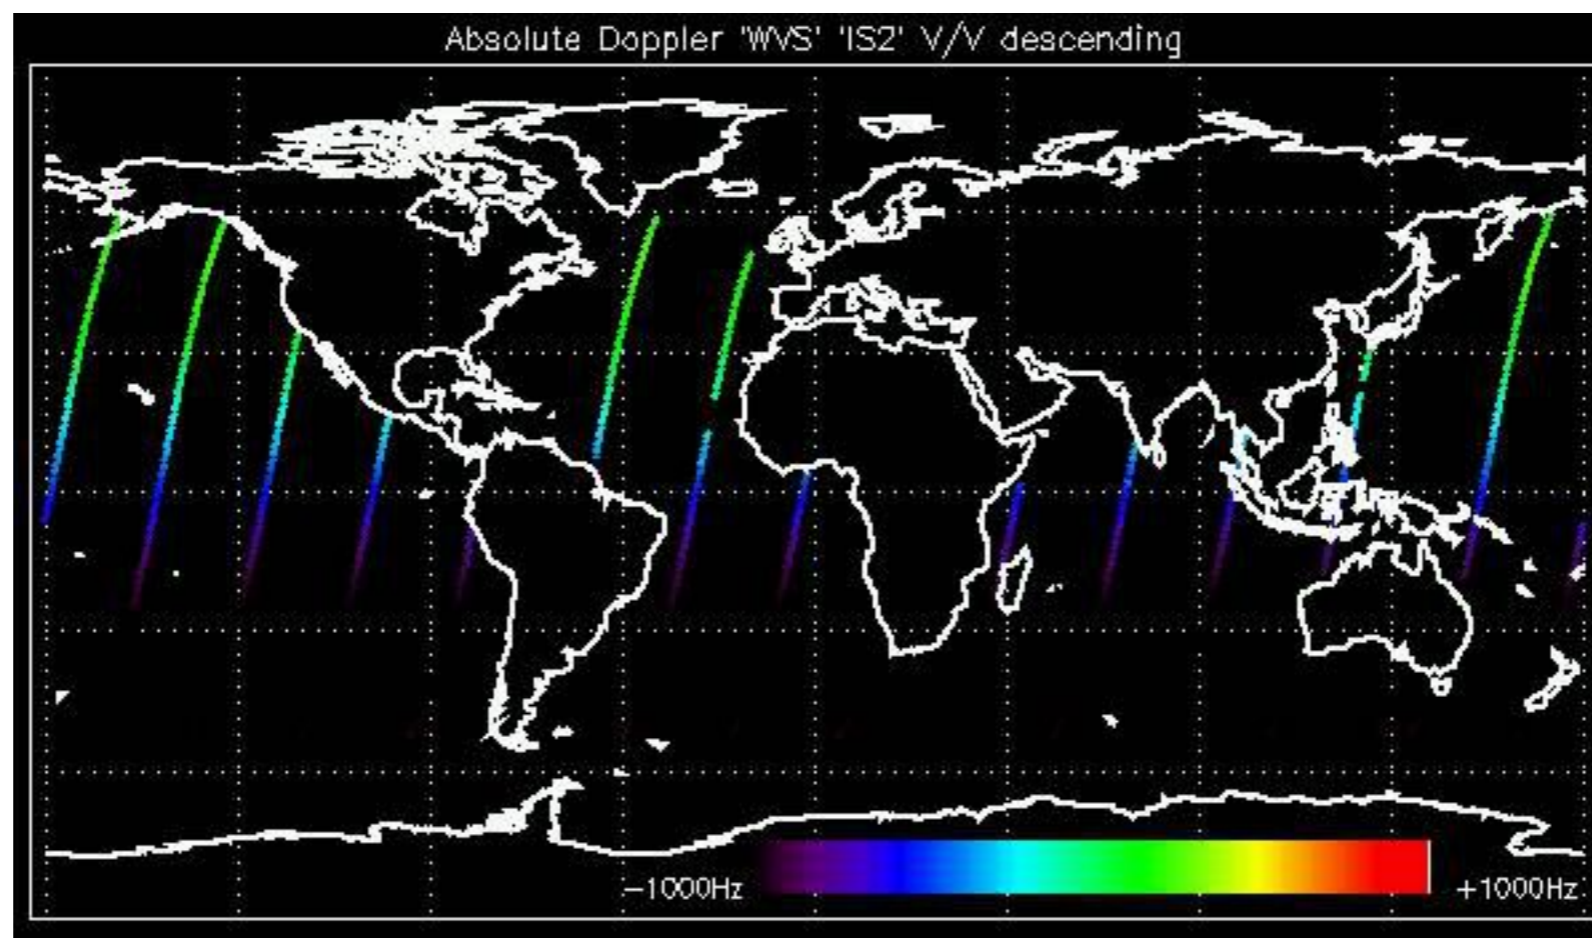 Absolute Doppler 'WVS' 'IS2' V/V descending
−1000Hz +1000Hz